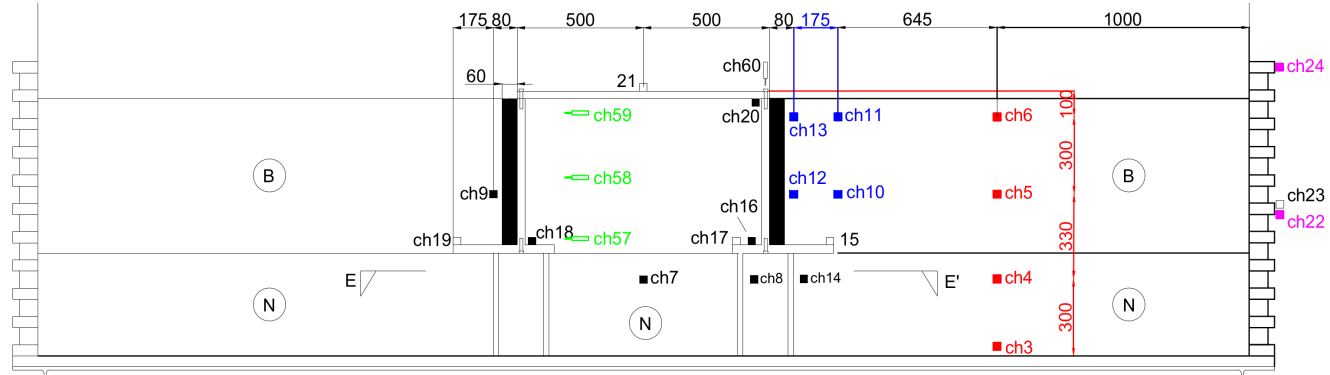 175 80 500 500 80 175 645 1000
60 21 ch60 ch24
100
ch59 ch20 ch13 ch11 ch6
300
B ch58 ch12 B
ch9 ch10 ch5 ch23
ch16 ch22
ch19 ch18 ch57 ch17 15 330
E ch7 ch8 ch14 E' ch4
N N N 300
ch3